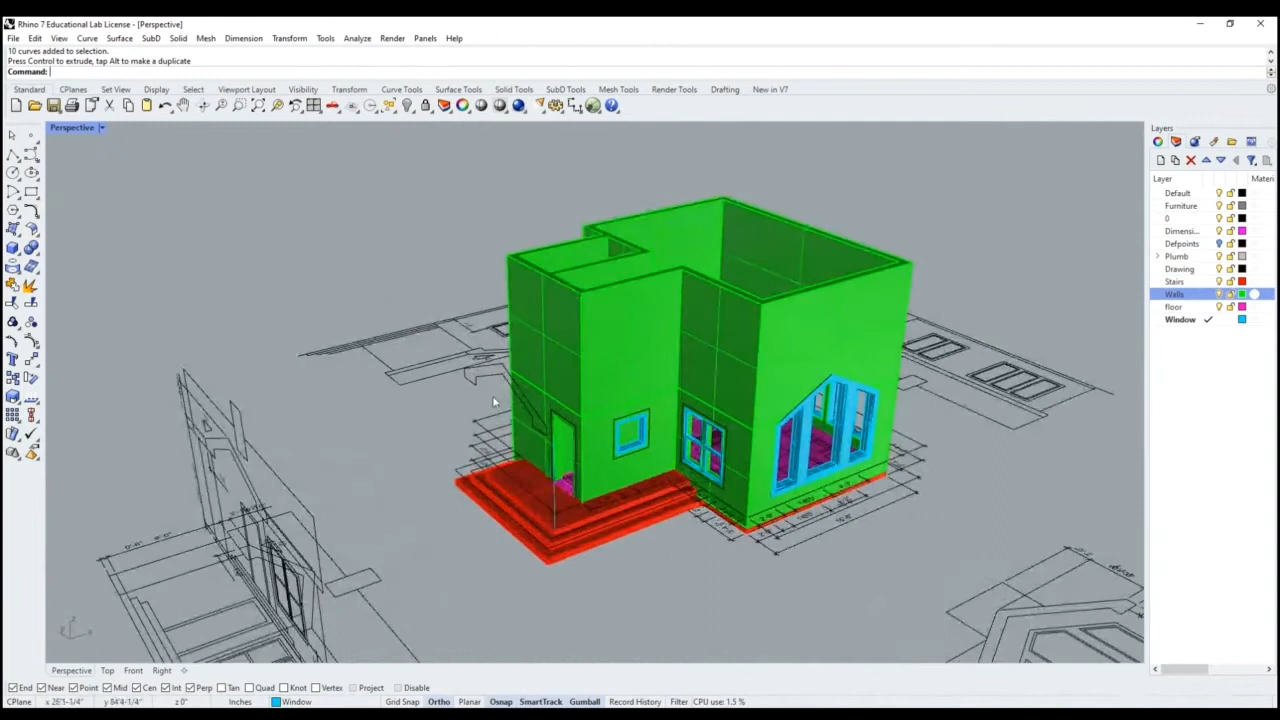 Rhino 7 Educational Lab License - [Perspective]
File Edit View Curve Surface SubD Solid Mesh Dimension Transform Tools Analyze Render Panels Help
10 curves added to selection.
Press Control to extrude, tap Alt to make a duplicate
Command:
Standard CPlanes Set View Display Select Viewport Layout Visibility Transform Curve Tools Surface Tools Solid Tools SubD Tools Mesh Tools Render Tools Drafting New in V7
Perspective
Layers
Layer Materi
Default
Furniture
0
Dimensi...
Defpoints
Plumb
Drawing
Stairs
Walls
floor
Window
Perspective Top Front Right
End Near Point Mid Cen Int Perp Tan Quad Knot Vertex Project Disable
CPlane z 0" Inches Window Grid Snap Ortho Planar Osnap SmartTrack Gumball Record History Filter CPU use: 1.5 %